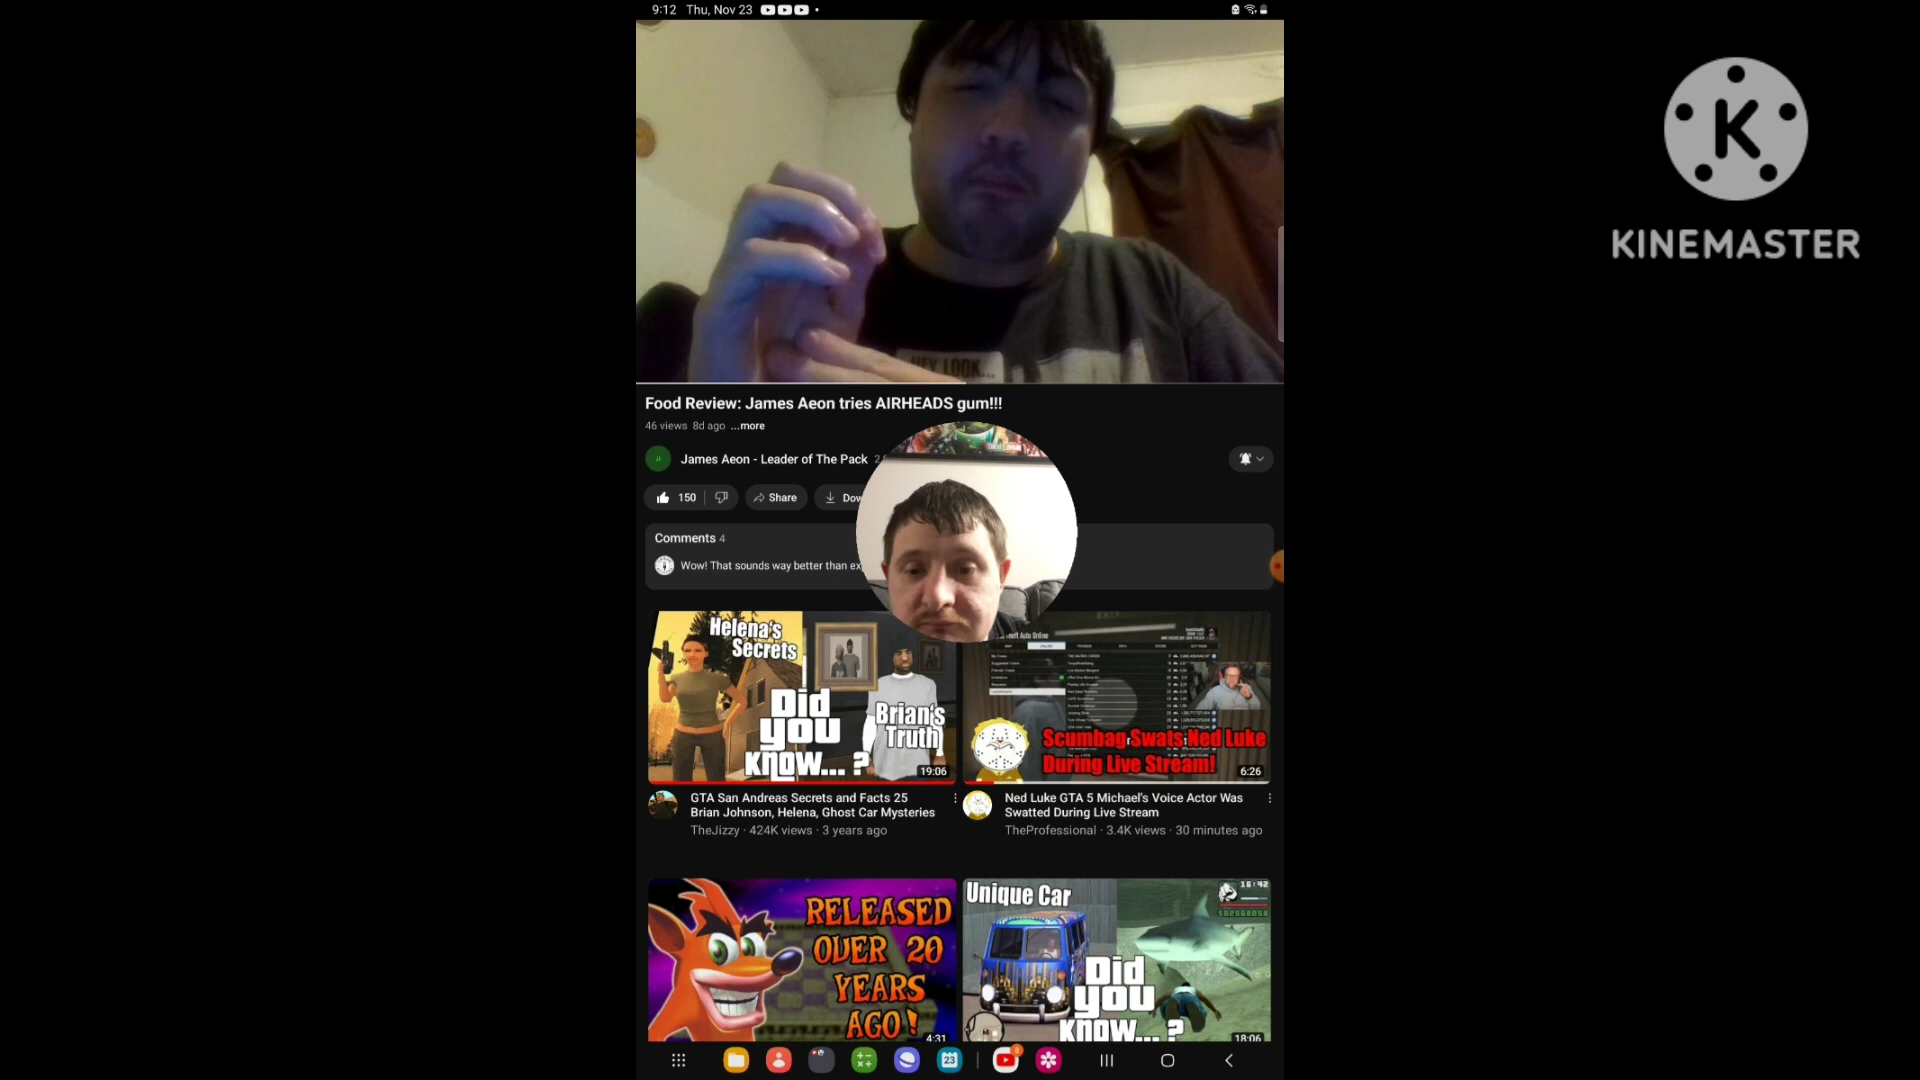 9:12 Thu, Nov 23
K
KINEMASTER
HEY LOOK...
Food Review: James Aeon tries AIRHEADS gum!!!
46 views 8d ago ...more
James Aeon - Leader of The Pack
150
Share
Comments 4
Wow! That sounds way better than
Helena's
Secrets
Did
you
know... ?
Brian's
Truth
19:06
Scumbag Swats Ned Luke
During Live Stream!
6:26
GTA San Andreas Secrets and Facts 25
Brian Johnson, Helena, Ghost Car Mysteries
TheJizzy · 424K views · 3 years ago
Ned Luke GTA 5 Michael's Voice Actor Was
Swatted During Live Stream
TheProfessional · 3.4K views · 30 minutes ago
RELEASED
OVER 20
YEARS
AGO!
4:31
Unique Car
Did
you
know... ?
18:06
23
8